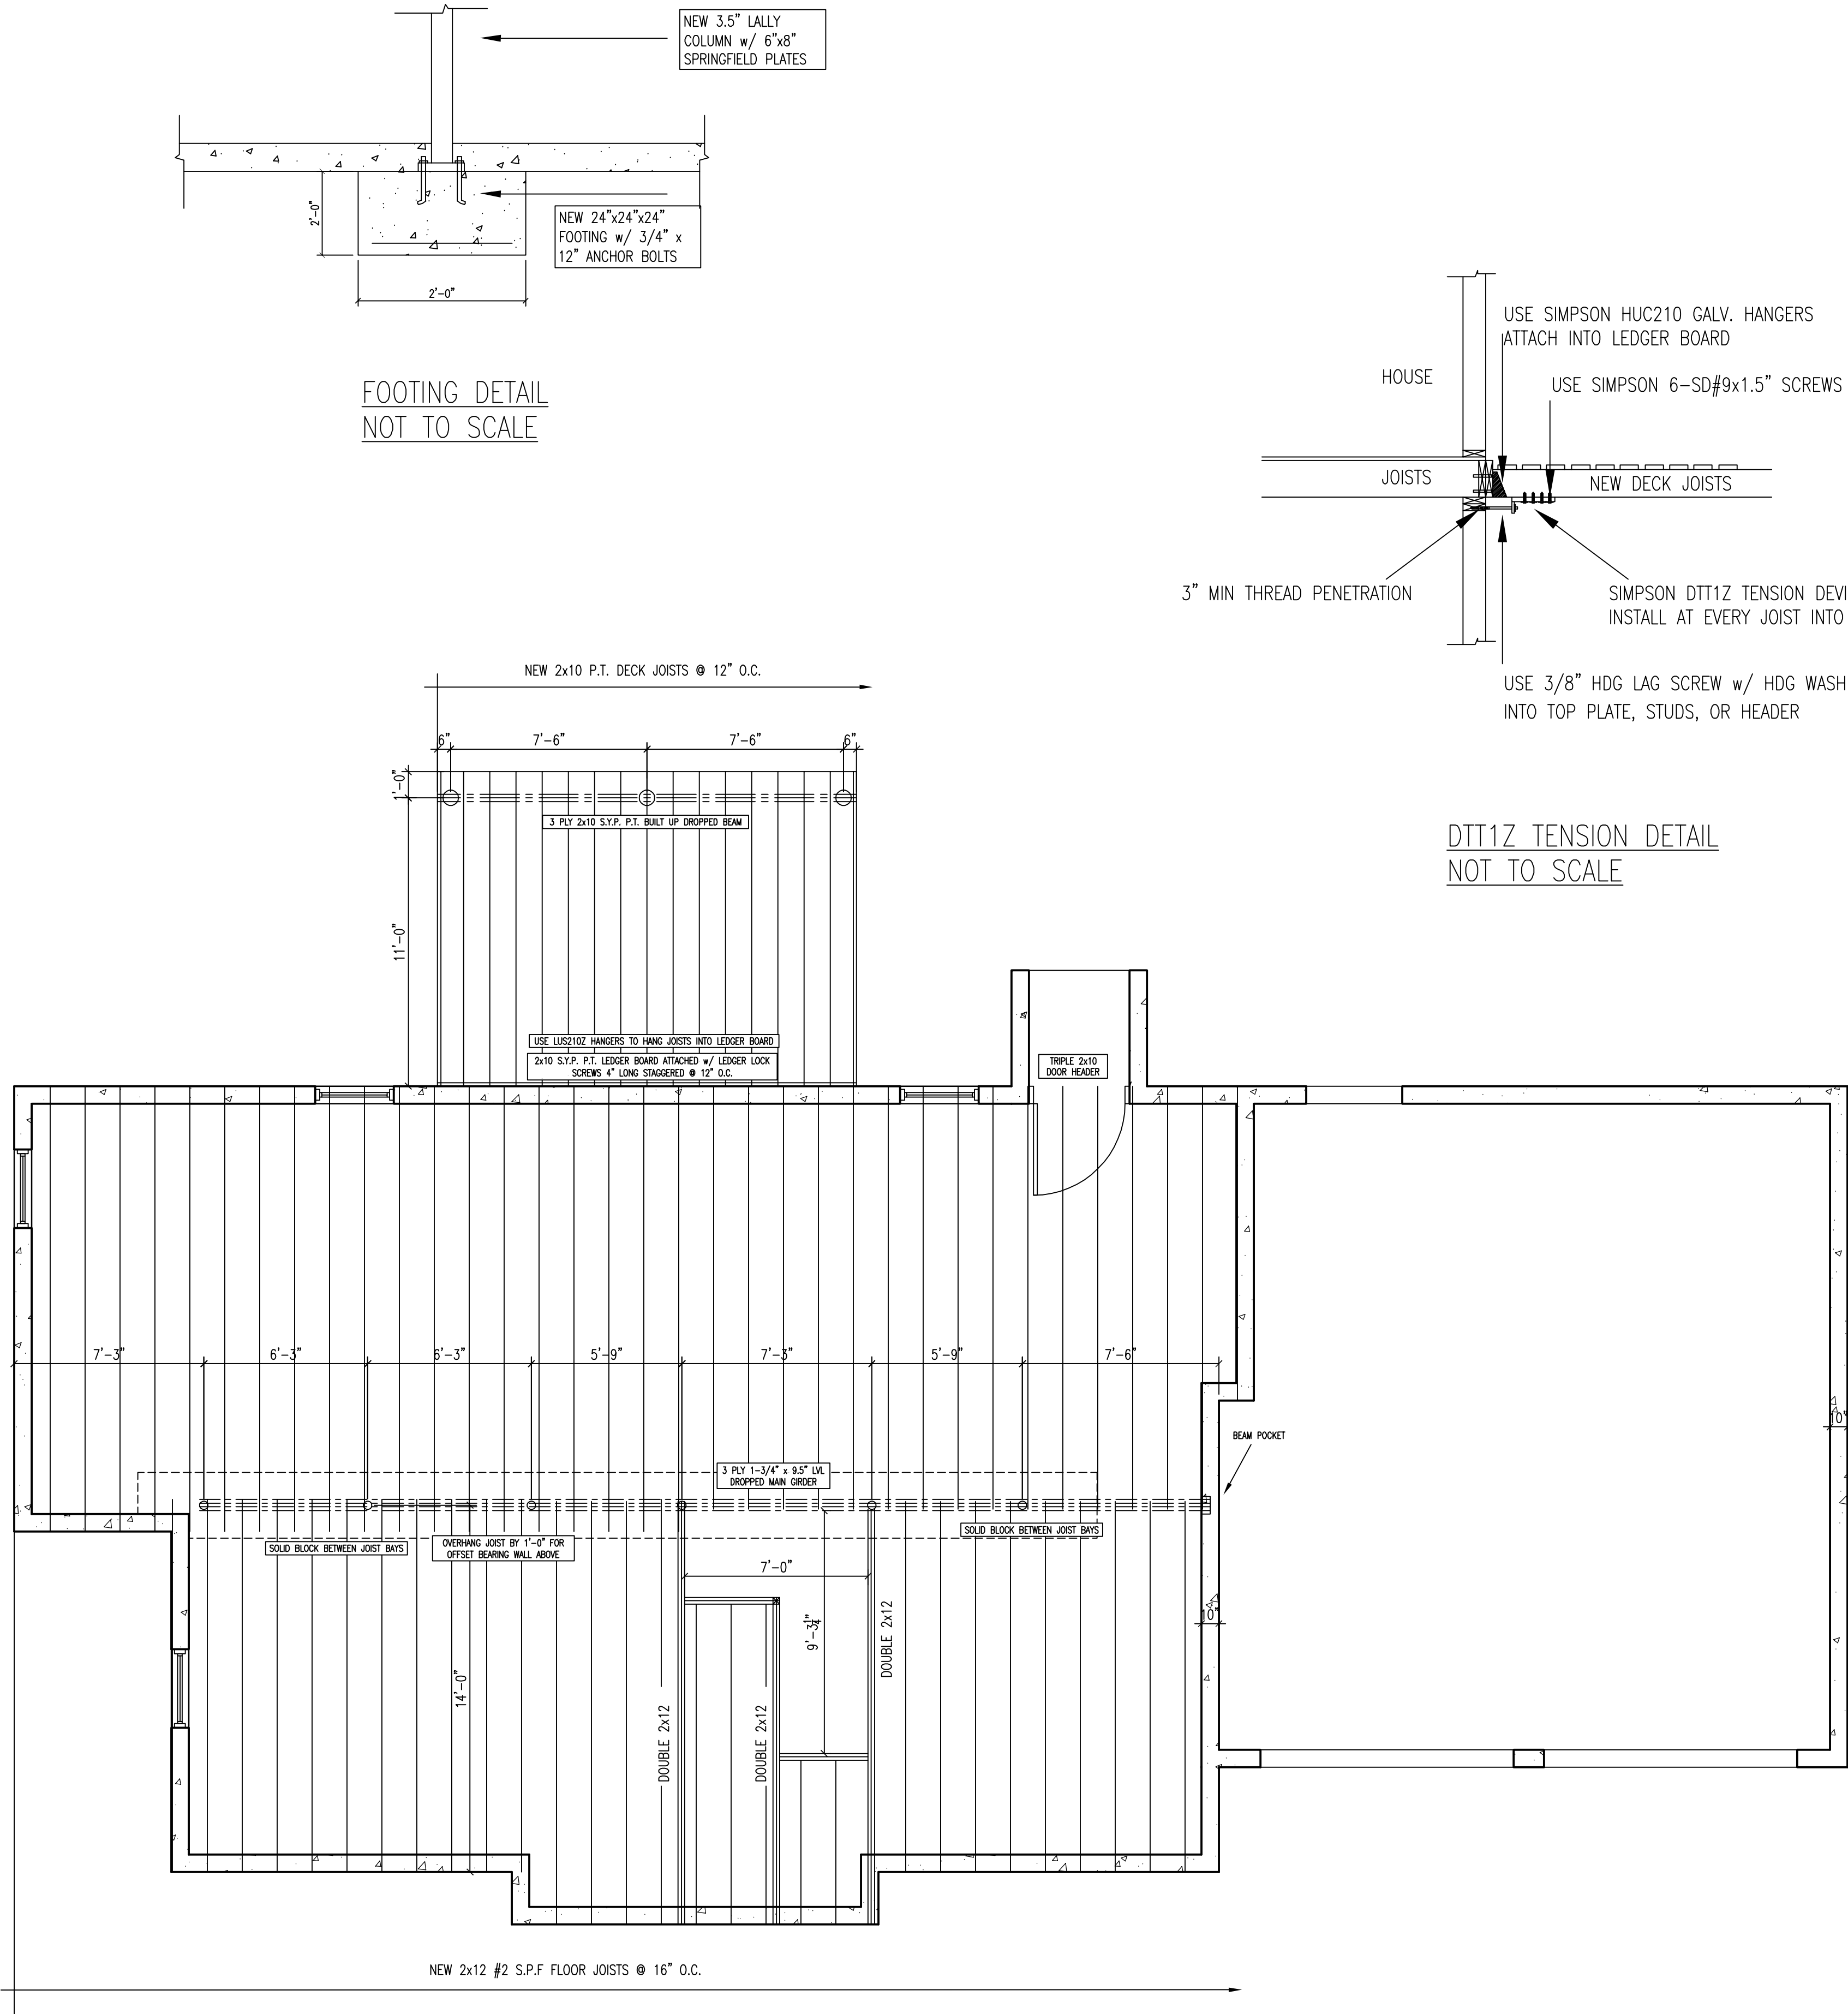 NEW 3.5" LALLY
COLUMN w/ 6"x8"
SPRINGFIELD PLATES
2'-0"
NEW 24"x24"x24"
FOOTING w/ 3/4" x
12" ANCHOR BOLTS
2'-0"
FOOTING DETAIL
NOT TO SCALE
USE SIMPSON HUC210 GALV. HANGERS
ATTACH INTO LEDGER BOARD
HOUSE
USE SIMPSON 6-SD#9x1.5" SCREWS
JOISTS
NEW DECK JOISTS
3" MIN THREAD PENETRATION
SIMPSON DTT1Z TENSION DEVI
INSTALL AT EVERY JOIST INTO
USE 3/8" HDG LAG SCREW w/ HDG WASH
INTO TOP PLATE, STUDS, OR HEADER
DTT1Z TENSION DETAIL
NOT TO SCALE
NEW 2x10 P.T. DECK JOISTS @ 12" O.C.
6"
7'-6"
7'-6"
6"
1'-0"
3 PLY 2x10 S.Y.P. P.T. BUILT UP DROPPED BEAM
11'-0"
USE LUS210Z HANGERS TO HANG JOISTS INTO LEDGER BOARD
2x10 S.Y.P. P.T. LEDGER BOARD ATTACHED w/ LEDGER LOCK
SCREWS 4" LONG STAGGERED @ 12" O.C.
TRIPLE 2x10
DOOR HEADER
7'-3"
6'-3"
6'-3"
5'-9"
7'-3"
5'-9"
7'-6"
10"
BEAM POCKET
3 PLY 1-3/4" x 9.5" LVL
DROPPED MAIN GIRDER
SOLID BLOCK BETWEEN JOIST BAYS
OVERHANG JOIST BY 1'-0" FOR
OFFSET BEARING WALL ABOVE
SOLID BLOCK BETWEEN JOIST BAYS
7'-0"
9'-3 1/4"
DOUBLE 2x12
10"
14'-0"
DOUBLE 2x12
DOUBLE 2x12
NEW 2x12 #2 S.P.F FLOOR JOISTS @ 16" O.C.